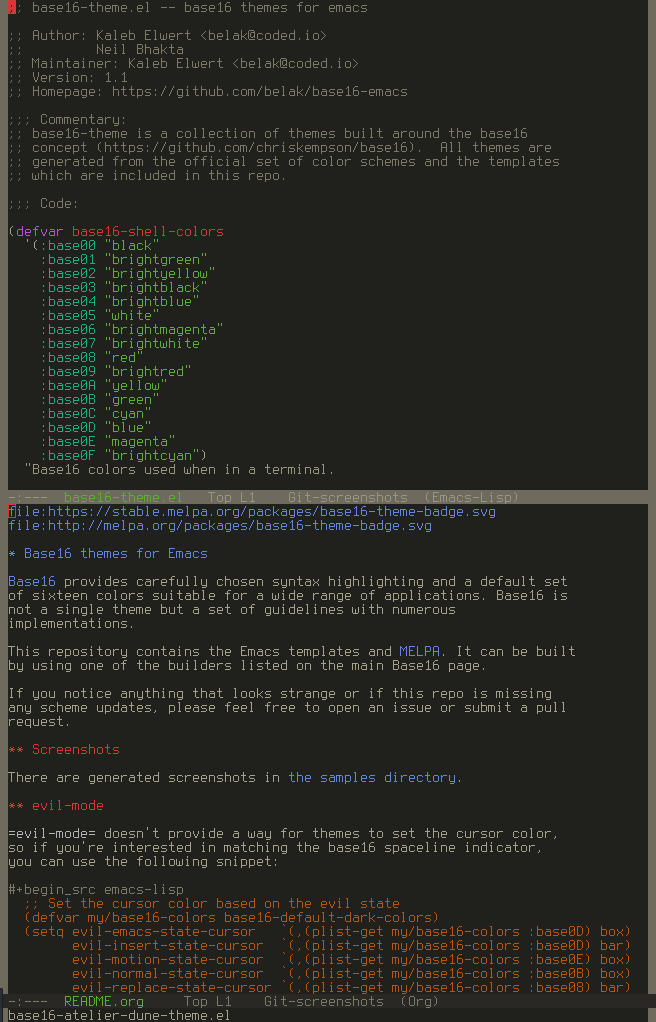 ;; base16-theme.el -- base16 themes for emacs
;; Author: Kaleb Elwert <belak@coded.io>
;;         Neil Bhakta
;; Maintainer: Kaleb Elwert <belak@coded.io>
;; Version: 1.1
;; Homepage: https://github.com/belak/base16-emacs
;;; Commentary:
;; base16-theme is a collection of themes built around the base16
;; concept (https://github.com/chriskempson/base16).  All themes are
;; generated from the official set of color schemes and the templates
;; which are included in this repo.
;;; Code:
(defvar base16-shell-colors
  '(:base00 "black"
    :base01 "brightgreen"
    :base02 "brightyellow"
    :base03 "brightblack"
    :base04 "brightblue"
    :base05 "white"
    :base06 "brightmagenta"
    :base07 "brightwhite"
    :base08 "red"
    :base09 "brightred"
    :base0A "yellow"
    :base0B "green"
    :base0C "cyan"
    :base0D "blue"
    :base0E "magenta"
    :base0F "brightcyan")
  "Base16 colors used when in a terminal.
-:---  base16-theme.el   Top L1    Git-screenshots  (Emacs-Lisp)
file:https://stable.melpa.org/packages/base16-theme-badge.svg
file:http://melpa.org/packages/base16-theme-badge.svg
* Base16 themes for Emacs
Base16 provides carefully chosen syntax highlighting and a default set
of sixteen colors suitable for a wide range of applications. Base16 is
not a single theme but a set of guidelines with numerous
implementations.
This repository contains the Emacs templates and MELPA. It can be built
by using one of the builders listed on the main Base16 page.
If you notice anything that looks strange or if this repo is missing
any scheme updates, please feel free to open an issue or submit a pull
request.
** Screenshots
There are generated screenshots in the samples directory.
** evil-mode
=evil-mode= doesn't provide a way for themes to set the cursor color,
so if you're interested in matching the base16 spaceline indicator,
you can use the following snippet:
#+begin_src emacs-lisp
  ;; Set the cursor color based on the evil state
  (defvar my/base16-colors base16-default-dark-colors)
  (setq evil-emacs-state-cursor   `(,(plist-get my/base16-colors :base0D) box)
        evil-insert-state-cursor  `(,(plist-get my/base16-colors :base0D) bar)
        evil-motion-state-cursor  `(,(plist-get my/base16-colors :base0E) box)
        evil-normal-state-cursor  `(,(plist-get my/base16-colors :base0B) box)
        evil-replace-state-cursor `(,(plist-get my/base16-colors :base08) bar)
-:---  README.org     Top L1    Git-screenshots  (Org)
base16-atelier-dune-theme.el